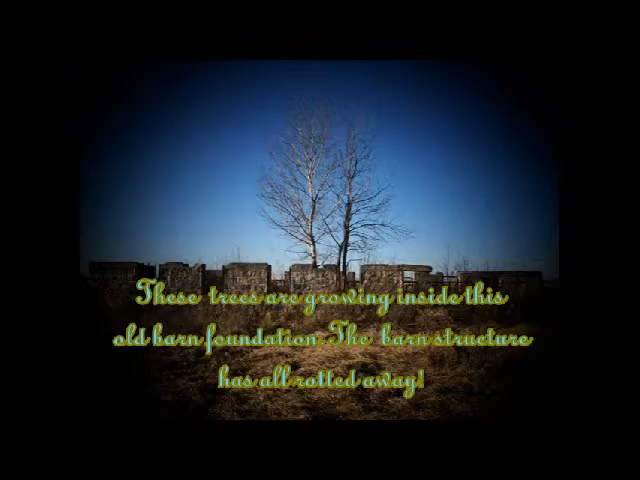 These trees are growing inside this
old barn foundation. The barn structure
has all rotted away!